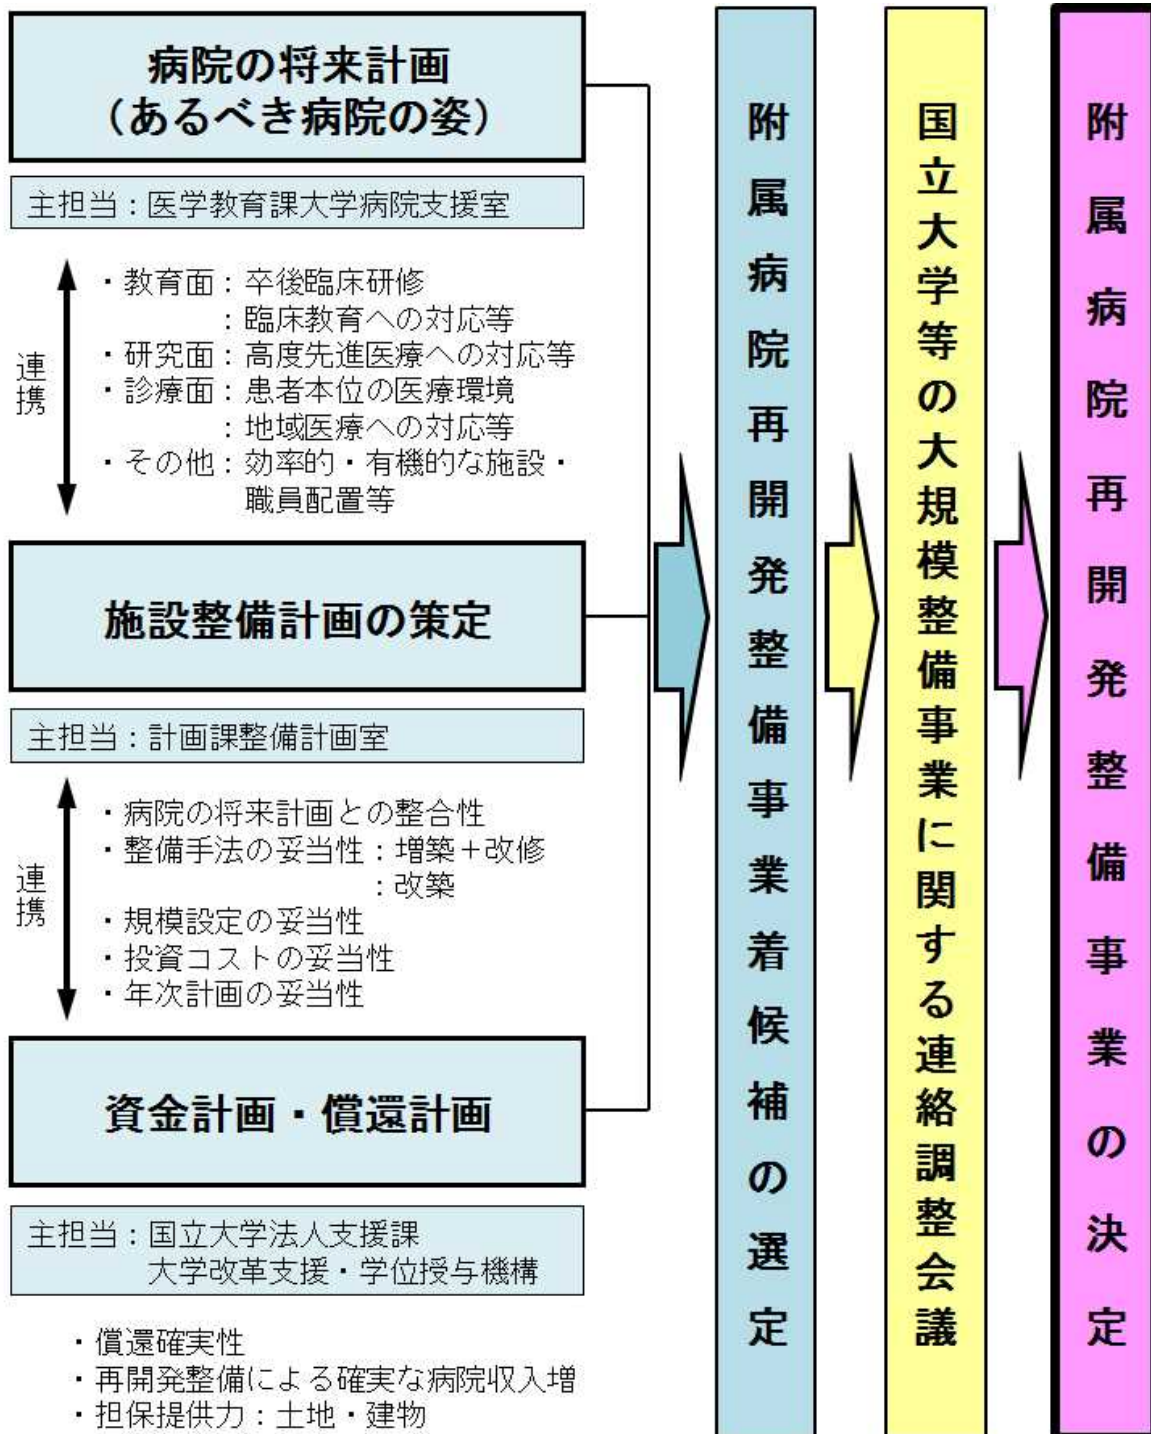 病院の将来計画
（あるべき病院の姿）
主担当：医学教育課大学病院支援室
連携
・教育面：卒後臨床研修
：臨床教育への対応等
・研究面：高度先進医療への対応等
・診療面：患者本位の医療環境
：地域医療への対応等
・その他：効率的・有機的な施設・
職員配置等
施設整備計画の策定
主担当：計画課整備計画室
連携
・病院の将来計画との整合性
・整備手法の妥当性：増築＋改修
：改築
・規模設定の妥当性
・投資コストの妥当性
・年次計画の妥当性
資金計画・償還計画
主担当：国立大学法人支援課
大学改革支援・学位授与機構
・償還確実性
・再開発整備による確実な病院収入増
・担保提供力：土地・建物
附属病院再開発整備事業着候補の選定
国立大学等の大規模整備事業に関する連絡調整会議
附属病院再開発整備事業の決定